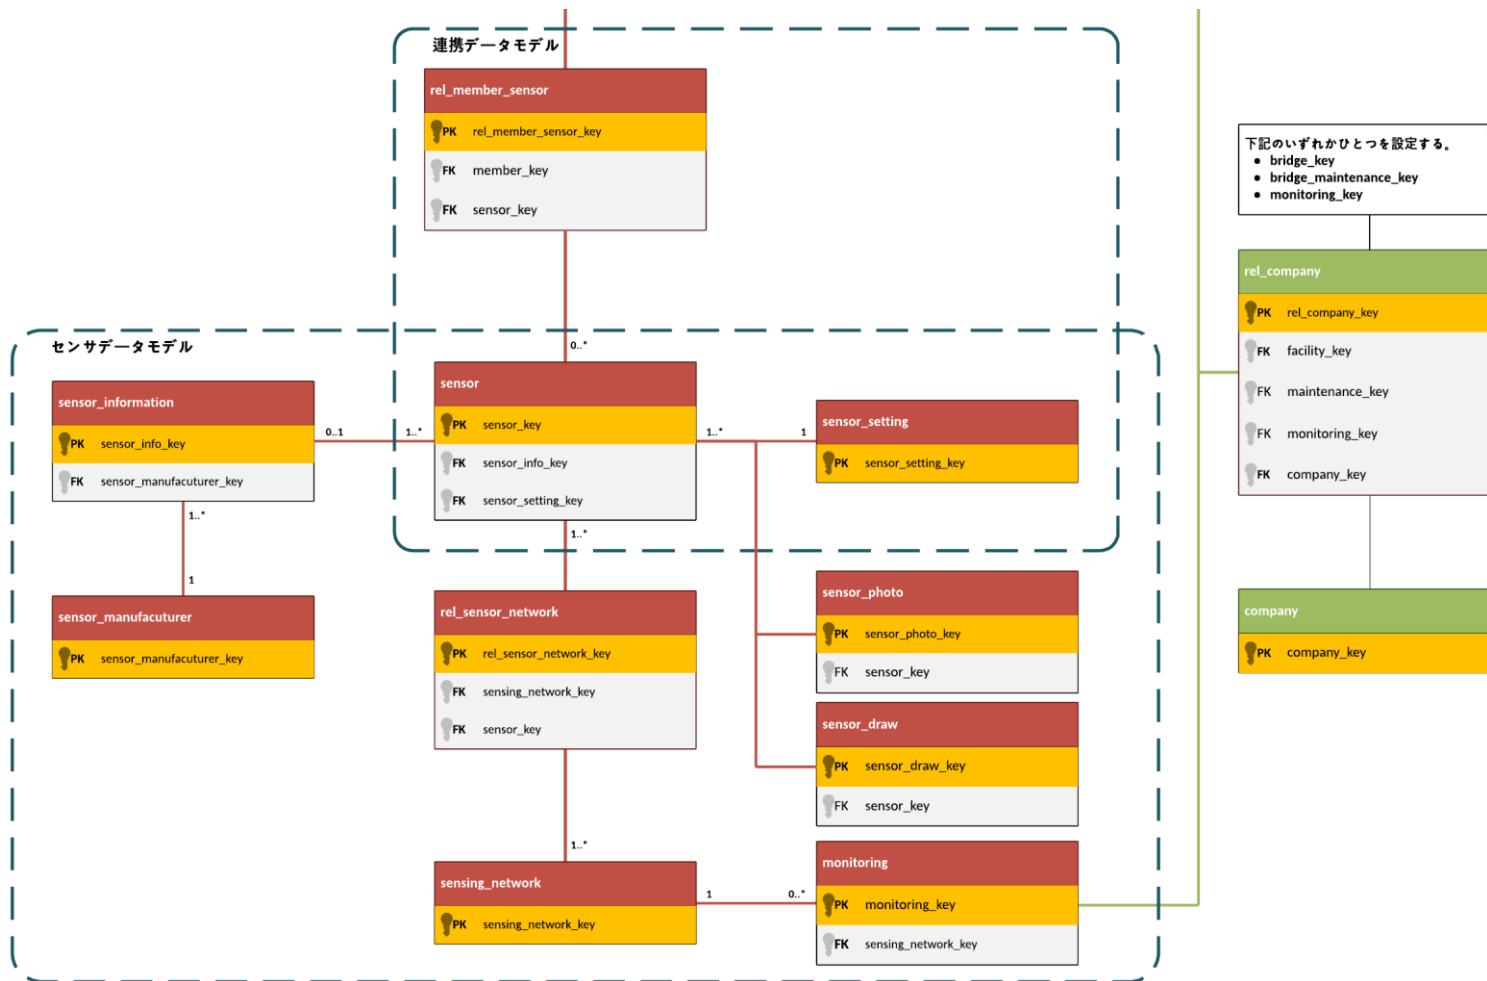 連携データモデル
rel_member_sensor
PK rel_member_sensor_key
FK member_key
FK sensor_key
下記のいずれかひとつを設定する。
● bridge_key
● bridge_maintenance_key
● monitoring_key
rel_company
PK rel_company_key
FK facility_key
FK maintenance_key
FK monitoring_key
FK company_key
company
PK company_key
センサデータモデル
0..*
sensor
PK sensor_key
FK sensor_info_key
FK sensor_setting_key
sensor_information
PK sensor_info_key
FK sensor_manufacuturer_key
0..1
1..*
1..*
1
sensor_setting
PK sensor_setting_key
1..*
1
sensor_manufacuturer
PK sensor_manufacuturer_key
1..*
rel_sensor_network
PK rel_sensor_network_key
FK sensing_network_key
FK sensor_key
sensor_photo
PK sensor_photo_key
FK sensor_key
sensor_draw
PK sensor_draw_key
FK sensor_key
1..*
sensing_network
PK sensing_network_key
1
0..*
monitoring
PK monitoring_key
FK sensing_network_key